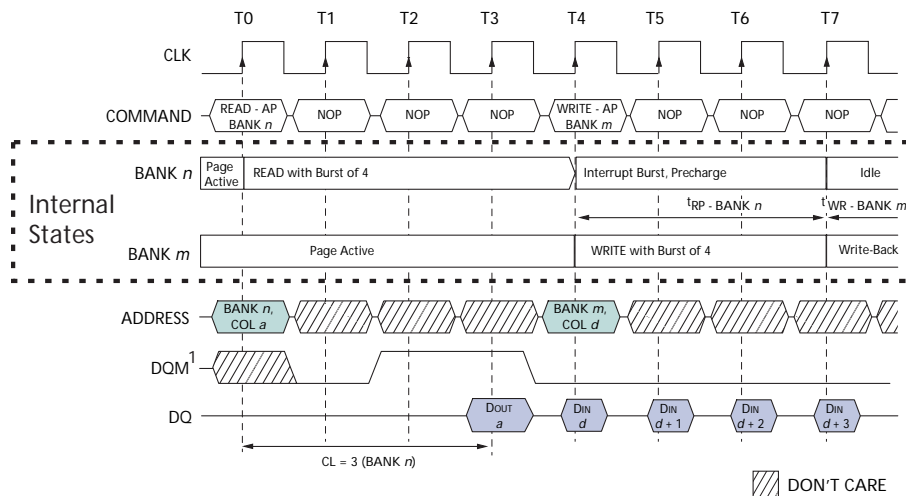 T0 T1 T2 T3 T4 T5 T6 T7
CLK
COMMAND READ - AP BANK n NOP NOP NOP WRITE - AP BANK m NOP NOP NOP
Internal States
BANK n Page Active READ with Burst of 4 Interrupt Burst, Precharge Idle
tRP - BANK n tWR - BANK m
BANK m Page Active WRITE with Burst of 4 Write-Back
ADDRESS BANK n, COL a BANK m, COL d
DQM1
DQ DOUT a DIN d DIN d + 1 DIN d + 2 DIN d + 3
CL = 3 (BANK n)
DON'T CARE